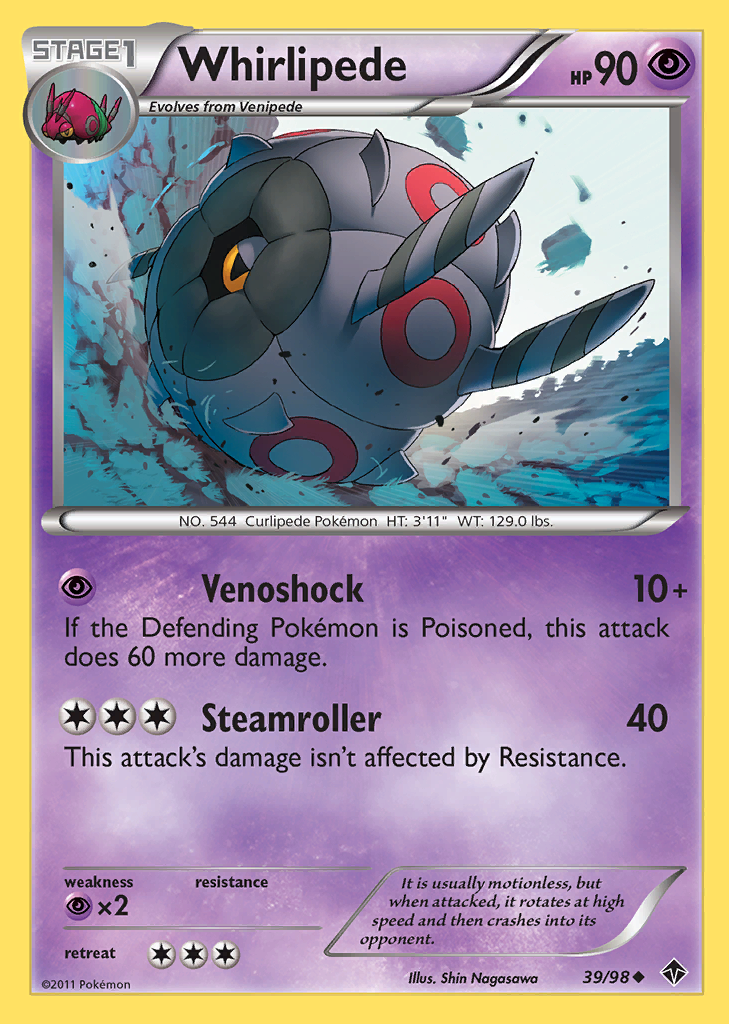 STAGE1
Whirlipede
HP 90
Evolves from Venipede
NO. 544 Curlipede Pokémon HT: 3'11" WT: 129.0 lbs.
Venoshock 10+
If the Defending Pokémon is Poisoned, this attack
does 60 more damage.
Steamroller 40
This attack's damage isn't affected by Resistance.
weakness resistance
×2
retreat
It is usually motionless, but
when attacked, it rotates at high
speed and then crashes into its
opponent.
©2011 Pokémon
Illus. Shin Nagasawa
39/98